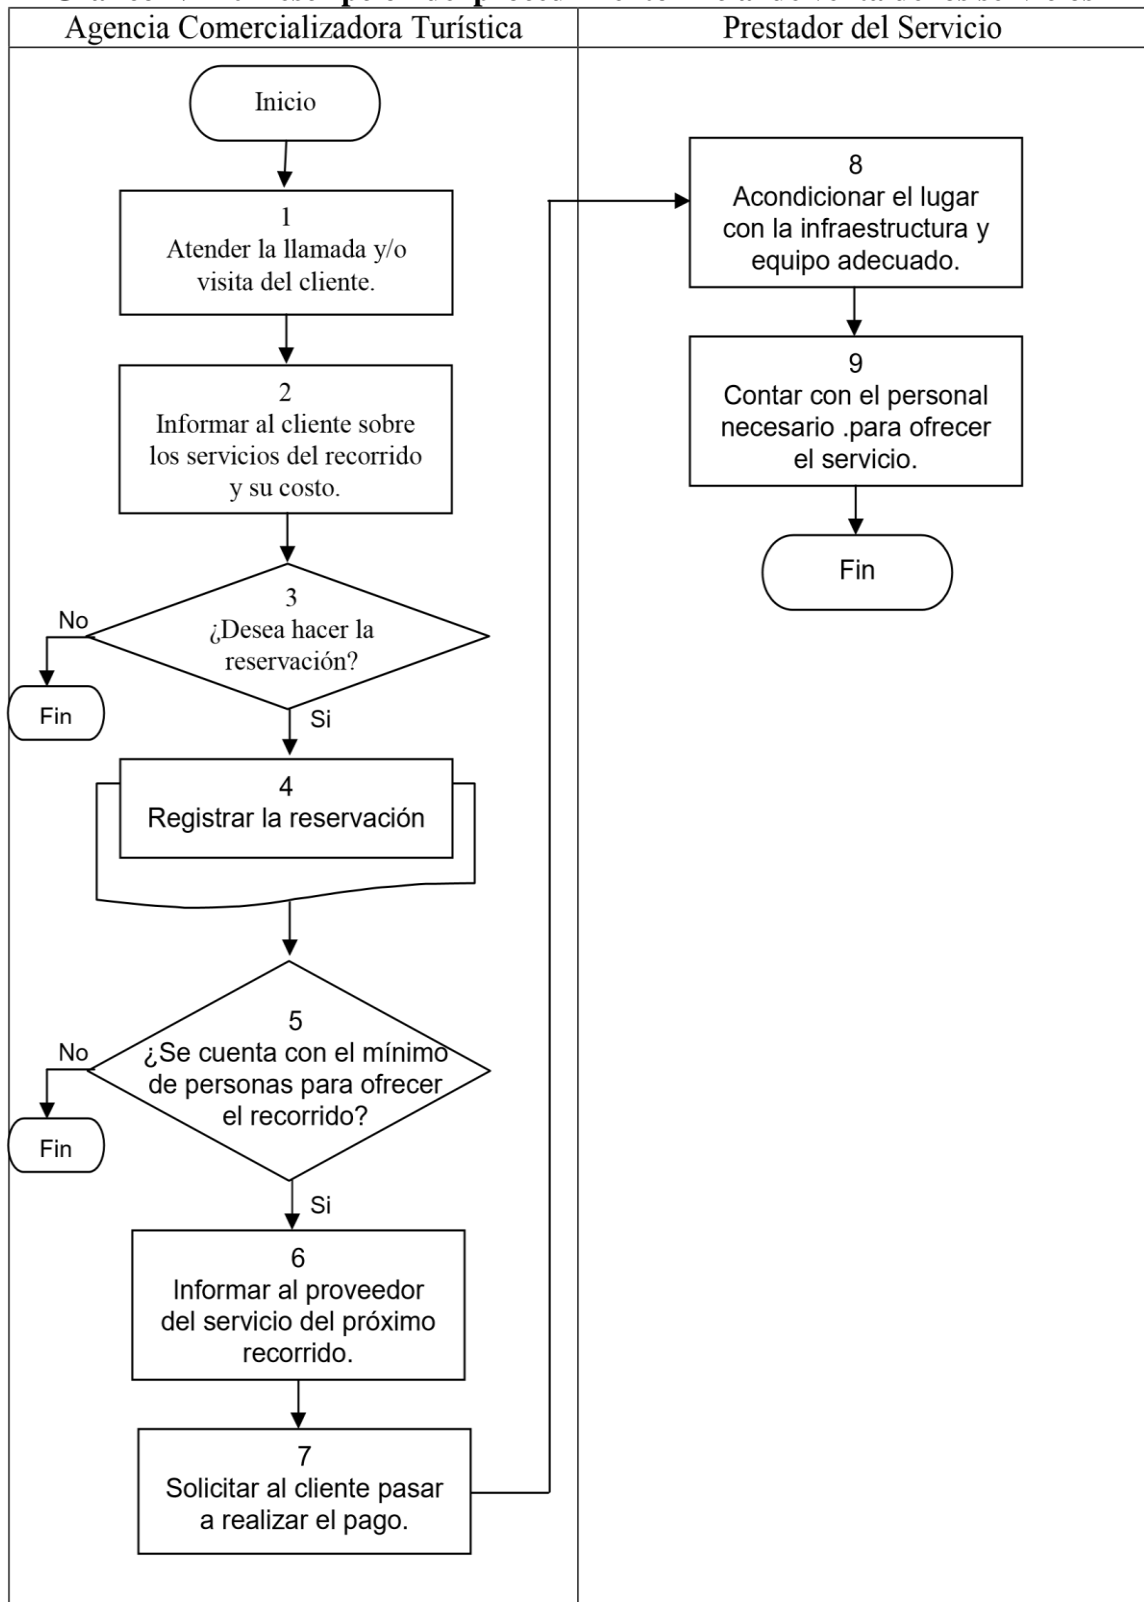 Agencia Comercializadora Turística
Prestador del Servicio
Inicio
1
Atender la llamada y/o
visita del cliente.
2
Informar al cliente sobre
los servicios del recorrido
y su costo.
3
¿Desea hacer la
reservación?
No
Fin
Si
4
Registrar la reservación
5
¿Se cuenta con el mínimo
de personas para ofrecer
el recorrido?
No
Fin
Si
6
Informar al proveedor
del servicio del próximo
recorrido.
7
Solicitar al cliente pasar
a realizar el pago.
8
Acondicionar el lugar
con la infraestructura y
equipo adecuado.
9
Contar con el personal
necesario .para ofrecer
el servicio.
Fin